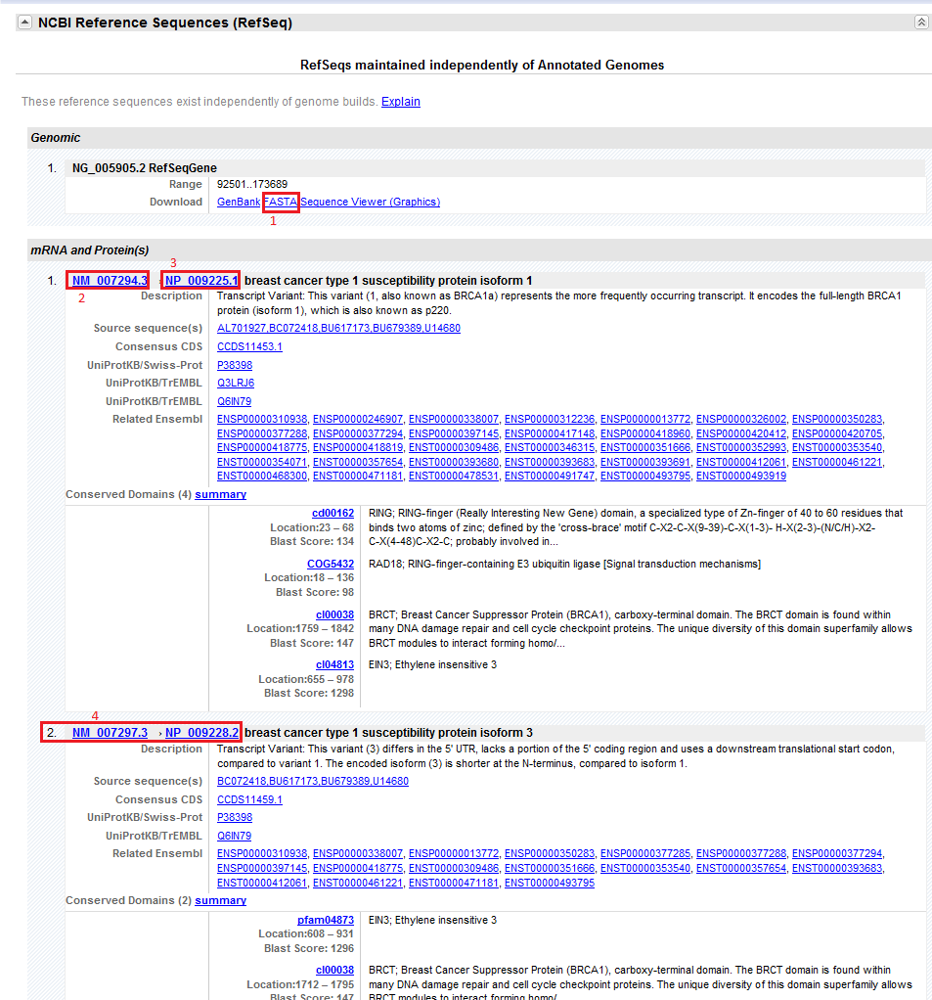 NCBI Reference Sequences (RefSeq)
RefSeqs maintained independently of Annotated Genomes
These reference sequences exist independently of genome builds. Explain
Genomic
1. NG_005905.2 RefSeqGene
Range 92501..173689
Download GenBank FASTA Sequence Viewer (Graphics)
1
mRNA and Protein(s)
3
1. NM_007294.3 NP_009225.1 breast cancer type 1 susceptibility protein isoform 1
2
Description Transcript Variant: This variant (1, also known as BRCA1a) represents the more frequently occurring transcript. It encodes the full-length BRCA1
protein (isoform 1), which is also known as p220.
Source sequence(s) AL701927,BC072418,BU617173,BU679389,U14680
Consensus CDS CCDS11453.1
UniProtKB/Swiss-Prot P38398
UniProtKB/TrEMBL Q3LRJ6
UniProtKB/TrEMBL Q6IN79
Related Ensembl ENSP00000310938, ENSP00000246907, ENSP00000338007, ENSP00000312236, ENSP00000013772, ENSP00000326002, ENSP00000350283,
ENSP00000377288, ENSP00000377294, ENSP00000397145, ENSP00000417148, ENSP00000418960, ENSP00000420412, ENSP00000420705,
ENSP00000418775, ENSP00000418819, ENST00000309486, ENST00000346315, ENST00000351666, ENST00000352993, ENST00000353540,
ENST00000354071, ENST00000357654, ENST00000393680, ENST00000393683, ENST00000393691, ENST00000412061, ENST00000461221,
ENST00000468300, ENST00000471181, ENST00000478531, ENST00000491747, ENST00000493795, ENST00000493919
Conserved Domains (4) summary
cd00162 RING; RING-finger (Really Interesting New Gene) domain, a specialized type of Zn-finger of 40 to 60 residues that
Location:23 – 68 binds two atoms of zinc; defined by the 'cross-brace' motif C-X2-C-X(9-39)-C-X(1-3)- H-X(2-3)-(N/C/H)-X2-
Blast Score: 134 C-X(4-48)C-X2-C; probably involved in...
COG5432 RAD18; RING-finger-containing E3 ubiquitin ligase [Signal transduction mechanisms]
Location:18 – 136
Blast Score: 98
cl00038 BRCT; Breast Cancer Suppressor Protein (BRCA1), carboxy-terminal domain. The BRCT domain is found within
Location:1759 – 1842 many DNA damage repair and cell cycle checkpoint proteins. The unique diversity of this domain superfamily allows
Blast Score: 147 BRCT modules to interact forming homo/...
cl04813 EIN3; Ethylene insensitive 3
Location:655 – 978
Blast Score: 1298
4
2. NM_007297.3 › NP_009228.2 breast cancer type 1 susceptibility protein isoform 3
Description Transcript Variant: This variant (3) differs in the 5' UTR, lacks a portion of the 5' coding region and uses a downstream translational start codon,
compared to variant 1. The encoded isoform (3) is shorter at the N-terminus, compared to isoform 1.
Source sequence(s) BC072418,BU617173,BU679389,U14680
Consensus CDS CCDS11459.1
UniProtKB/Swiss-Prot P38398
UniProtKB/TrEMBL Q6IN79
Related Ensembl ENSP00000310938, ENSP00000338007, ENSP00000013772, ENSP00000350283, ENSP00000377285, ENSP00000377288, ENSP00000377294,
ENSP00000397145, ENSP00000418775, ENST00000309486, ENST00000351666, ENST00000353540, ENST00000357654, ENST00000393683,
ENST00000412061, ENST00000461221, ENST00000471181, ENST00000493795
Conserved Domains (2) summary
pfam04873 EIN3; Ethylene insensitive 3
Location:608 – 931
Blast Score: 1296
cl00038 BRCT; Breast Cancer Suppressor Protein (BRCA1), carboxy-terminal domain. The BRCT domain is found within
Location:1712 – 1795 many DNA damage repair and cell cycle checkpoint proteins. The unique diversity of this domain superfamily allows
Blast Score: 147 BRCT modules to interact forming homo/